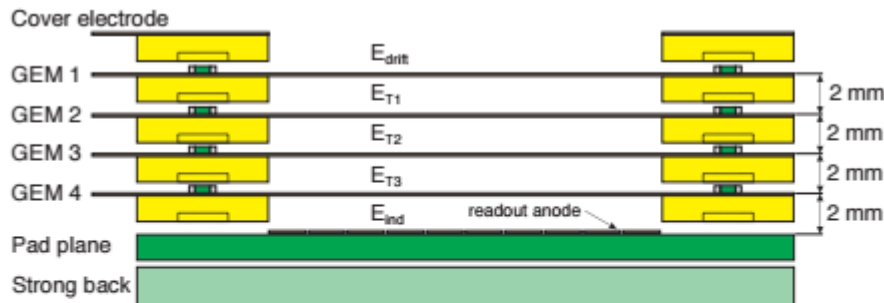 Cover electrode
E_drift
GEM 1
E_T1
2 mm
GEM 2
E_T2
2 mm
GEM 3
E_T3
2 mm
GEM 4
E_ind
readout anode
2 mm
Pad plane
Strong back